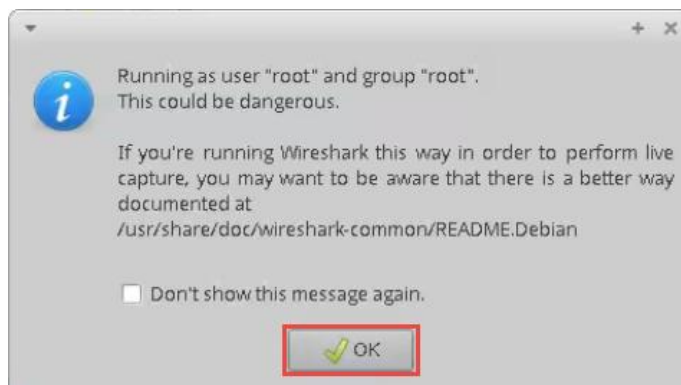 Running as user "root" and group "root".
This could be dangerous.
If you're running Wireshark this way in order to perform live
capture, you may want to be aware that there is a better way
documented at
/usr/share/doc/wireshark-common/README.Debian
Don't show this message again.
OK